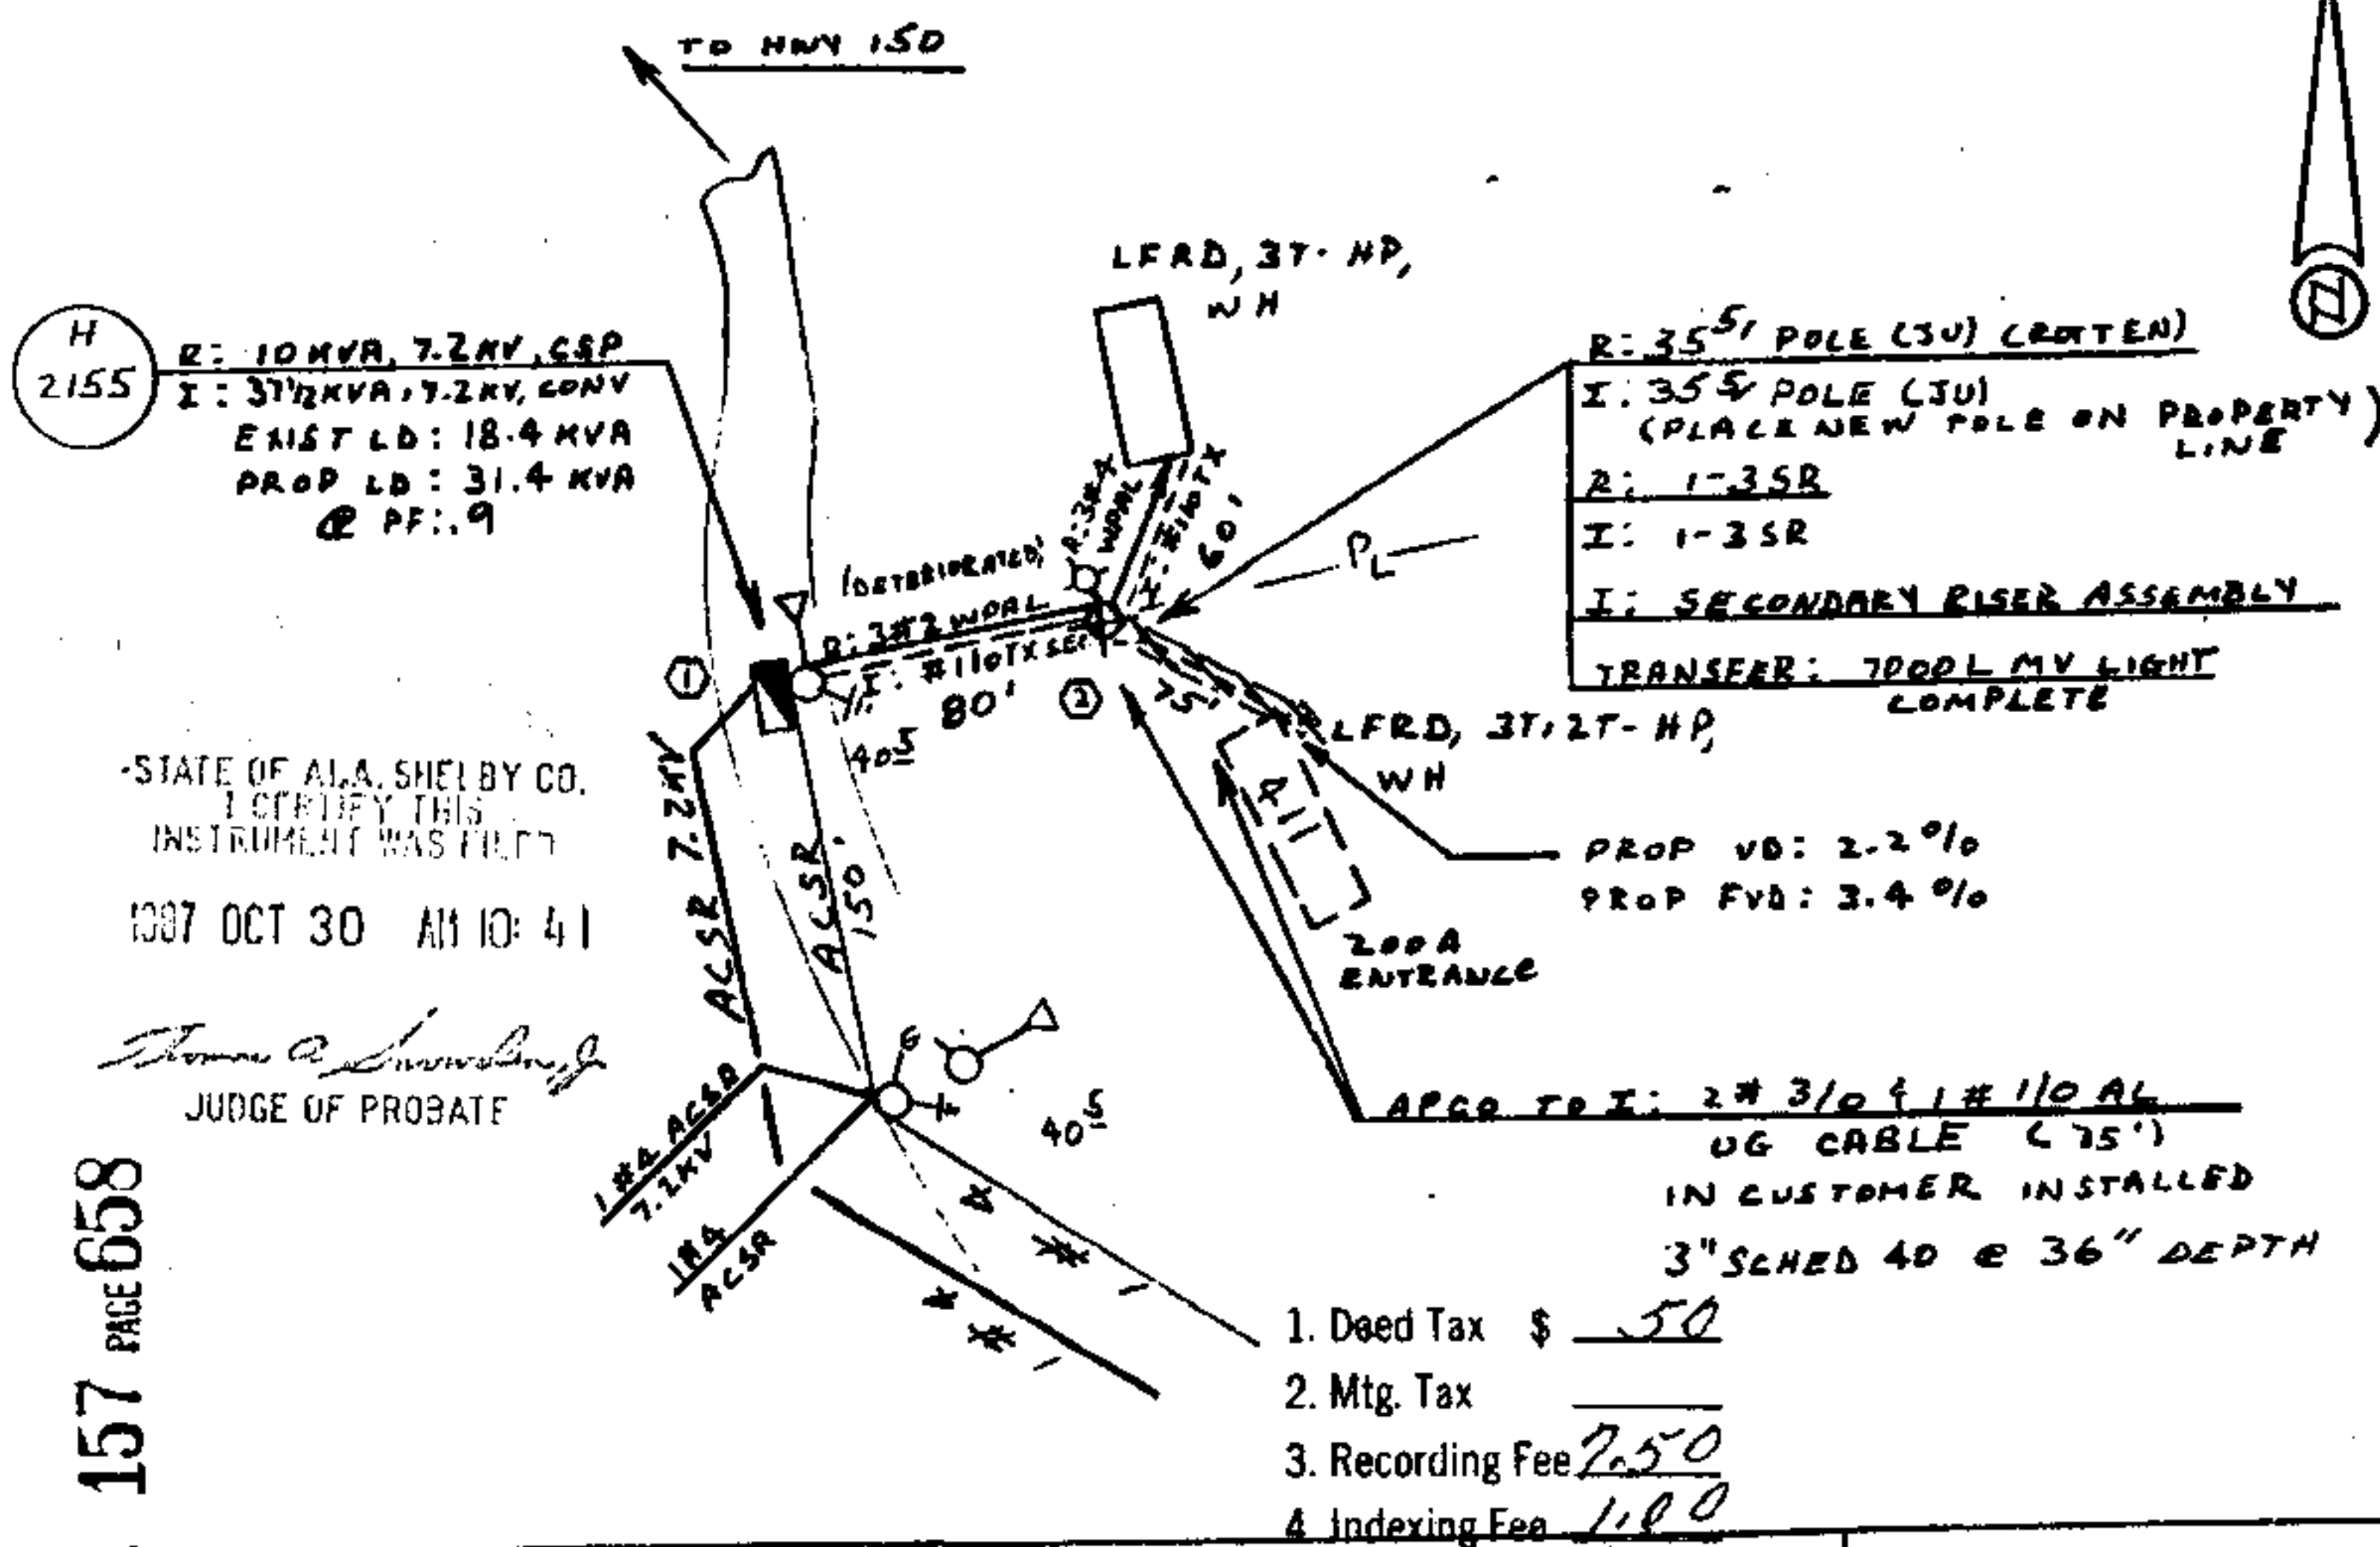 TO HWY 150
LFRD, 3T- HP,
WH
H
2155
R: 10 KVA, 7.2KV, CSP
I: 37½KVA, 7.2KV, CONV
EXIST LD: 18.4 KVA
PROP LD: 31.4 KVA
@ PF: .9
R: 35 5/ POLE (JU) (ROTTEN)
I: 35 5/ POLE (JU)
(PLACE NEW POLE ON PROPERTY)
LINE
R: 1-3SR
I: 1-3SR
I: SECONDARY RISER ASSEMBLY
TRANSFER: 7000L MV LIGHT
COMPLETE
WPAL
60'
PL
(DETERIORATED)
R: 3#2 WPAL
I: #1/0TX SEC
80'
1
2
75'
40 5
LFRD, 3T, 2T- HP,
WH
PROP VD: 2.2%
PROP FVD: 3.4%
200A
ENTRANCE
ACSR 7.2KV
ACSR
150'
G
40 5
1#4 ACSR
7.2KV
1#4
ACSR
APCO TO I: 2# 3/0 & 1# 1/0 AL
UG CABLE (75')
IN CUSTOMER INSTALLED
3" SCHED 40 @ 36" DEPTH
STATE OF ALA. SHELBY CO.
I CERTIFY THIS
INSTRUMENT WAS FILED
1987 OCT 30 AM 10: 41
JUDGE OF PROBATE
157 PAGE 658
1. Deed Tax $ .50
2. Mtg. Tax
3. Recording Fee 7.50
4. Indexing Fee 1.00